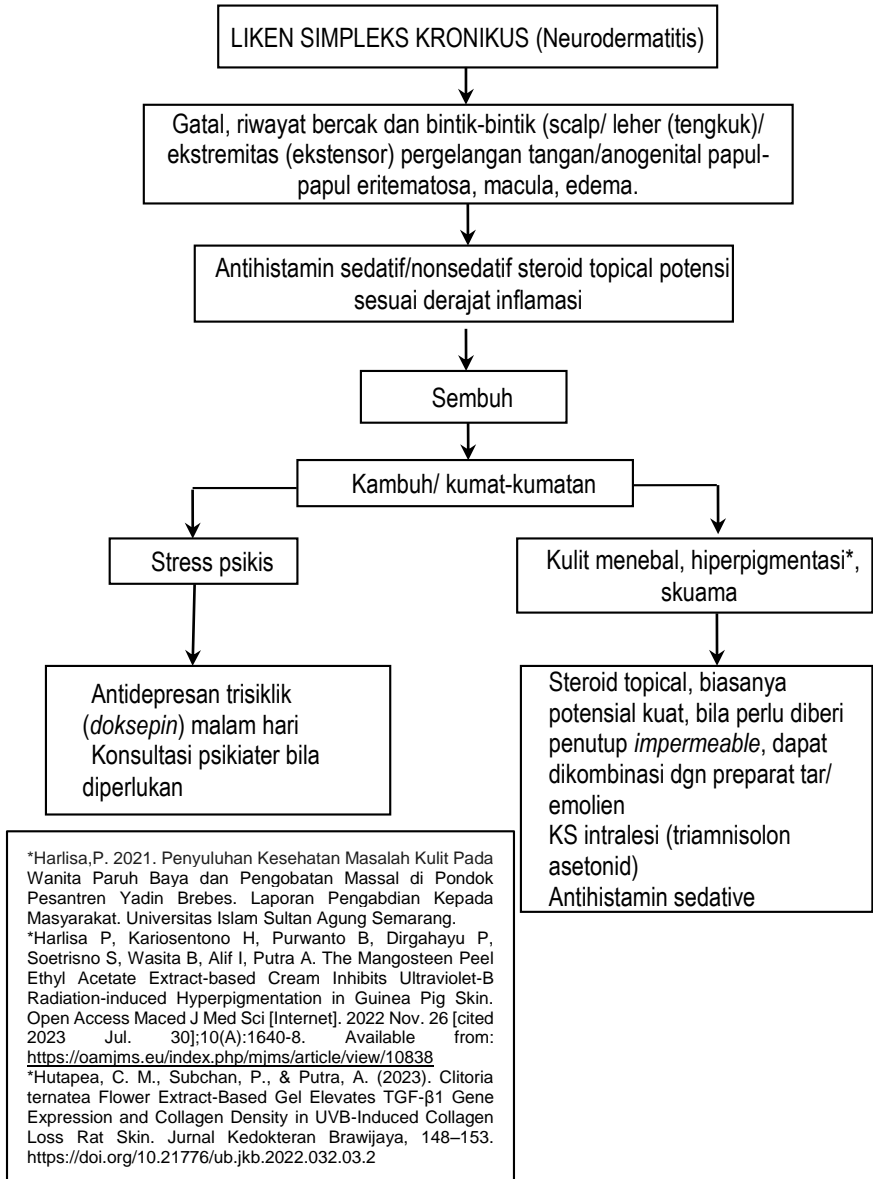 LIKEN SIMPLEKS KRONIKUS (Neurodermatitis)
Gatal, riwayat bercak dan bintik-bintik (scalp/ leher (tengkuk)/
ekstremitas (ekstensor) pergelangan tangan/anogenital papul-
papul eritematosa, macula, edema.
Antihistamin sedatif/nonsedatif steroid topical potensi
sesuai derajat inflamasi
Sembuh
Kambuh/ kumat-kumatan
Stress psikis
Antidepresan trisiklik
(doksepin) malam hari
Konsultasi psikiater bila
diperlukan
Kulit menebal, hiperpigmentasi*,
skuama
Steroid topical, biasanya
potensial kuat, bila perlu diberi
penutup impermeable, dapat
dikombinasi dgn preparat tar/
emolien
KS intralesi (triamnisolon
asetonid)
Antihistamin sedative
*Harlisa,P. 2021. Penyuluhan Kesehatan Masalah Kulit Pada
Wanita Paruh Baya dan Pengobatan Massal di Pondok
Pesantren Yadin Brebes. Laporan Pengabdian Kepada
Masyarakat. Universitas Islam Sultan Agung Semarang.
*Harlisa P, Kariosentono H, Purwanto B, Dirgahayu P,
Soetrisno S, Wasita B, Alif I, Putra A. The Mangosteen Peel
Ethyl Acetate Extract-based Cream Inhibits Ultraviolet-B
Radiation-induced Hyperpigmentation in Guinea Pig Skin.
Open Access Maced J Med Sci [Internet]. 2022 Nov. 26 [cited
2023 Jul. 30];10(A):1640-8. Available from:
https://oamjms.eu/index.php/mjms/article/view/10838
*Hutapea, C. M., Subchan, P., & Putra, A. (2023). Clitoria
ternatea Flower Extract-Based Gel Elevates TGF-β1 Gene
Expression and Collagen Density in UVB-Induced Collagen
Loss Rat Skin. Jurnal Kedokteran Brawijaya, 148–153.
https://doi.org/10.21776/ub.jkb.2022.032.03.2